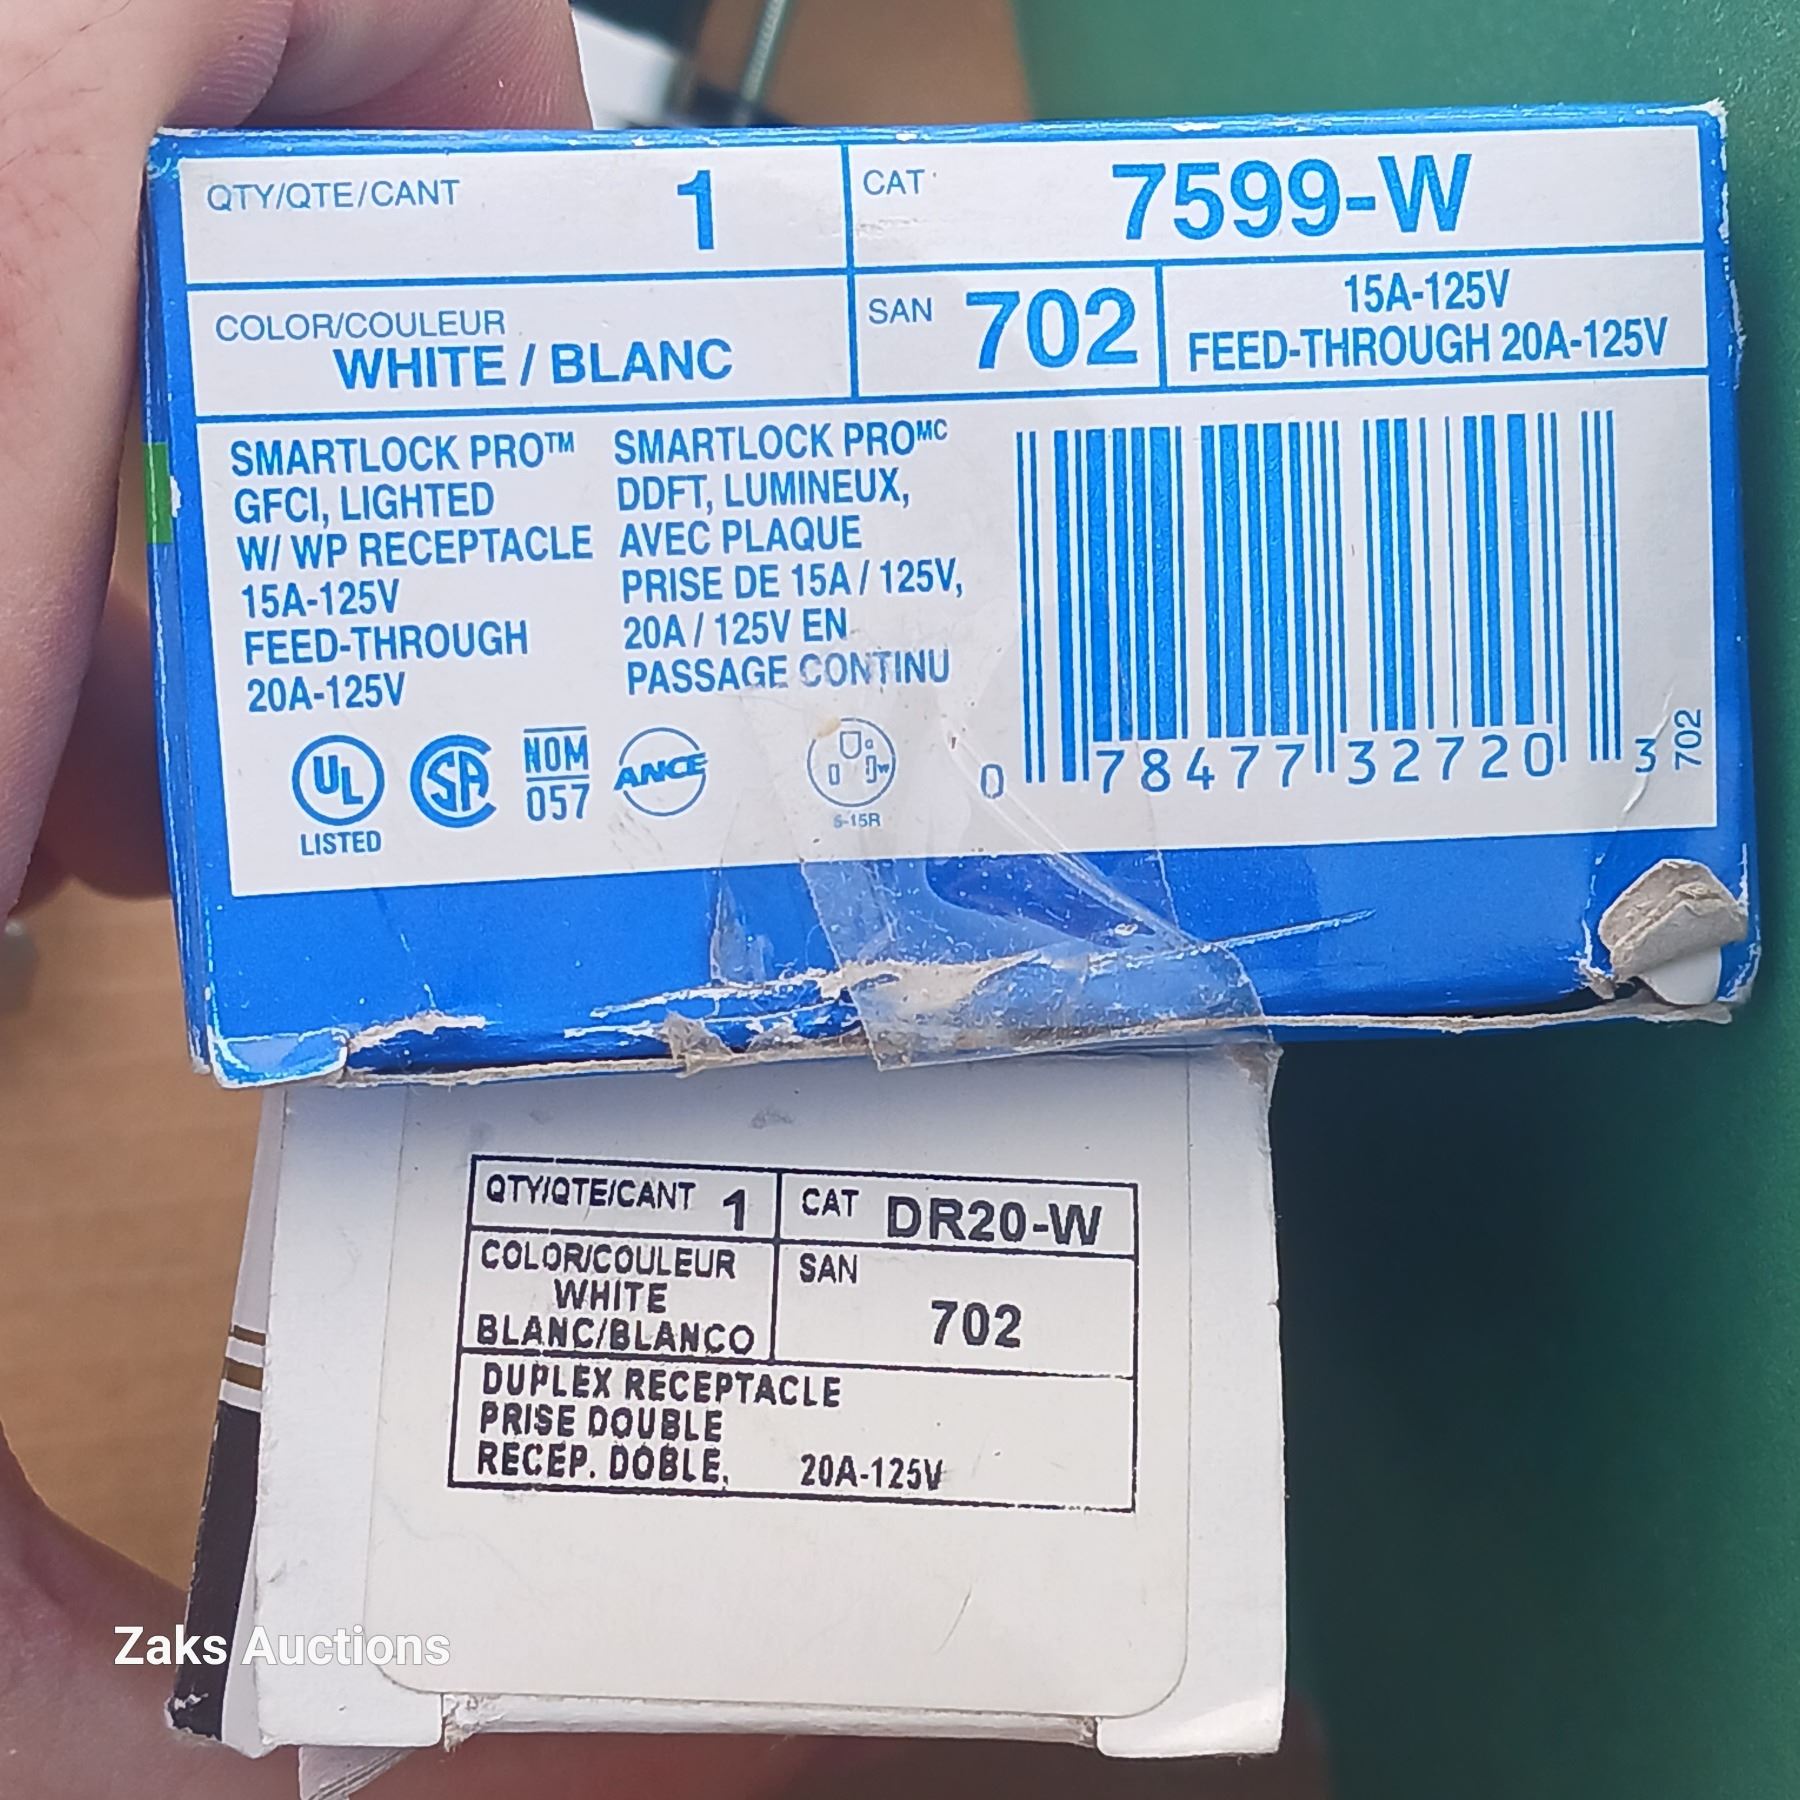 QTY/QTE/CANT 1
CAT. 7599-W
COLOR/COULEUR
WHITE / BLANC
SAN 702
15A-125V
FEED-THROUGH 20A-125V
SMARTLOCK PRO™
GFCI, LIGHTED
W/ WP RECEPTACLE
15A-125V
FEED-THROUGH
20A-125V
SMARTLOCK PROᴹᶜ
DDFT, LUMINEUX,
AVEC PLAQUE
PRISE DE 15A / 125V,
20A / 125V EN
PASSAGE CONTINU
UL
LISTED
SA
NOM
057
ANCE
G
W
5-15R
0 78477 32720 3
702
QTY/QTE/CANT 1
CAT DR20-W
COLOR/COULEUR
WHITE
BLANC/BLANCO
SAN
702
DUPLEX RECEPTACLE
PRISE DOUBLE
RECEP. DOBLE, 20A-125V
Zaks Auctions